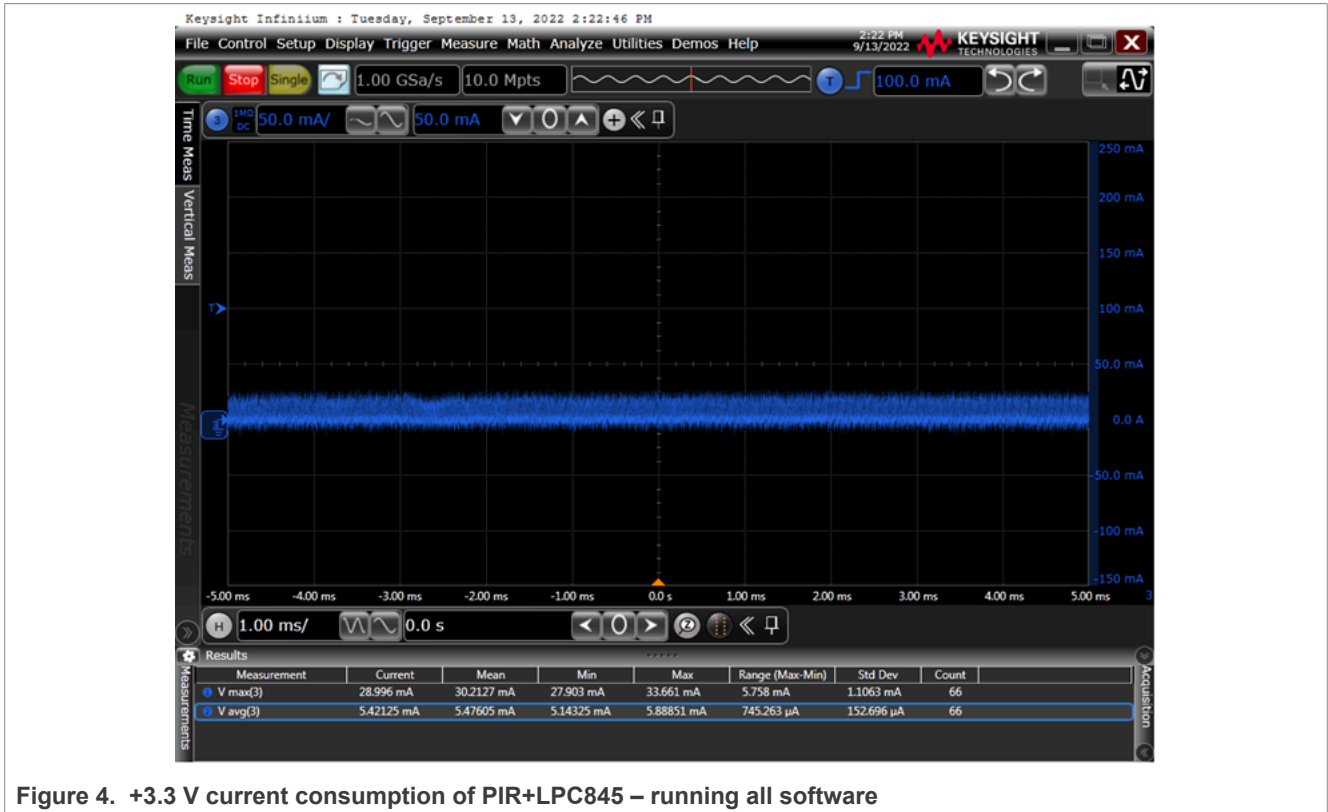 Keysight Infiniium : Tuesday, September 13, 2022 2:22:46 PM
File Control Setup Display Trigger Measure Math Analyze Utilities Demos Help
2:22 PM
9/13/2022
KEYSIGHT
TECHNOLOGIES
Run Stop Single 1.00 GSa/s 10.0 Mpts T 100.0 mA
3 1MΩ DC 50.0 mA/ 50.0 mA 0
Time Meas
Vertical Meas
Measurements
250 mA
200 mA
150 mA
T 100 mA
50.0 mA
0.0 A
-50.0 mA
-100 mA
-150 mA
-5.00 ms -4.00 ms -3.00 ms -2.00 ms -1.00 ms 0.0 s 1.00 ms 2.00 ms 3.00 ms 4.00 ms 5.00 ms 3
H 1.00 ms/ 0.0 s 0 Z
Results
Measurements
Acquisition
Measurement Current Mean Min Max Range (Max-Min) Std Dev Count
1 V max(3) 28.996 mA 30.2127 mA 27.903 mA 33.661 mA 5.758 mA 1.1063 mA 66
2 V avg(3) 5.42125 mA 5.47605 mA 5.14325 mA 5.88851 mA 745.263 µA 152.696 µA 66
Figure 4. +3.3 V current consumption of PIR+LPC845 – running all software